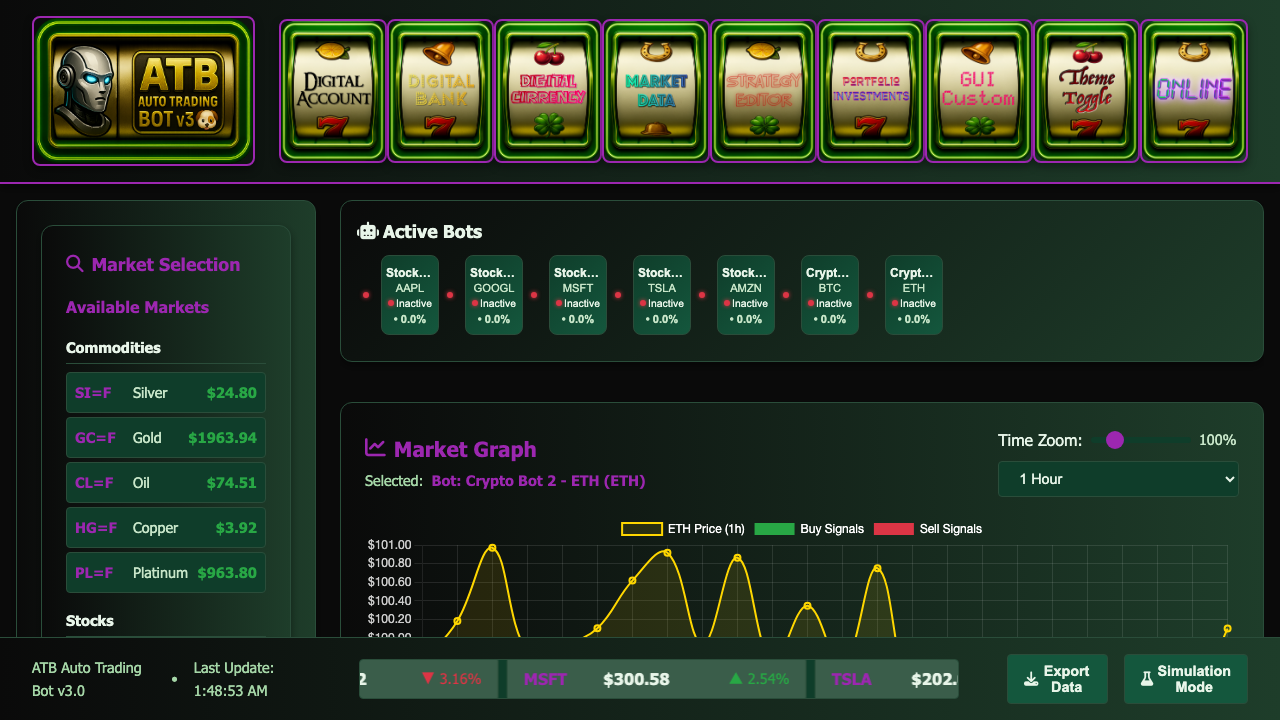 ATB
AUTO TRADING
BOT v3
DIGITAL
ACCOUNT
DIGITAL
BANK
DIGITAL
CURRENCY
MARKET
DATA
STRATEGY
EDITOR
PORTFOLIO
INVESTMENTS
GUI
Custom
Theme
Toggle
ONLINE
Market Selection
Available Markets
Commodities
SI=F Silver $24.80
GC=F Gold $1963.94
CL=F Oil $74.51
HG=F Copper $3.92
PL=F Platinum $963.80
Stocks
Active Bots
Stock...
AAPL
Inactive
• 0.0%
Stock...
GOOGL
Inactive
• 0.0%
Stock...
MSFT
Inactive
• 0.0%
Stock...
TSLA
Inactive
• 0.0%
Stock...
AMZN
Inactive
• 0.0%
Crypt...
BTC
Inactive
• 0.0%
Crypt...
ETH
Inactive
• 0.0%
Market Graph
Selected: Bot: Crypto Bot 2 - ETH (ETH)
Time Zoom: 100%
1 Hour
ETH Price (1h) Buy Signals Sell Signals
$101.00
$100.80
$100.60
$100.40
$100.20
$100.00
ATB Auto Trading
Bot v3.0
•
Last Update:
1:48:53 AM
2 ▼ 3.16% MSFT $300.58 ▲ 2.54% TSLA $202.
Export
Data
Simulation
Mode